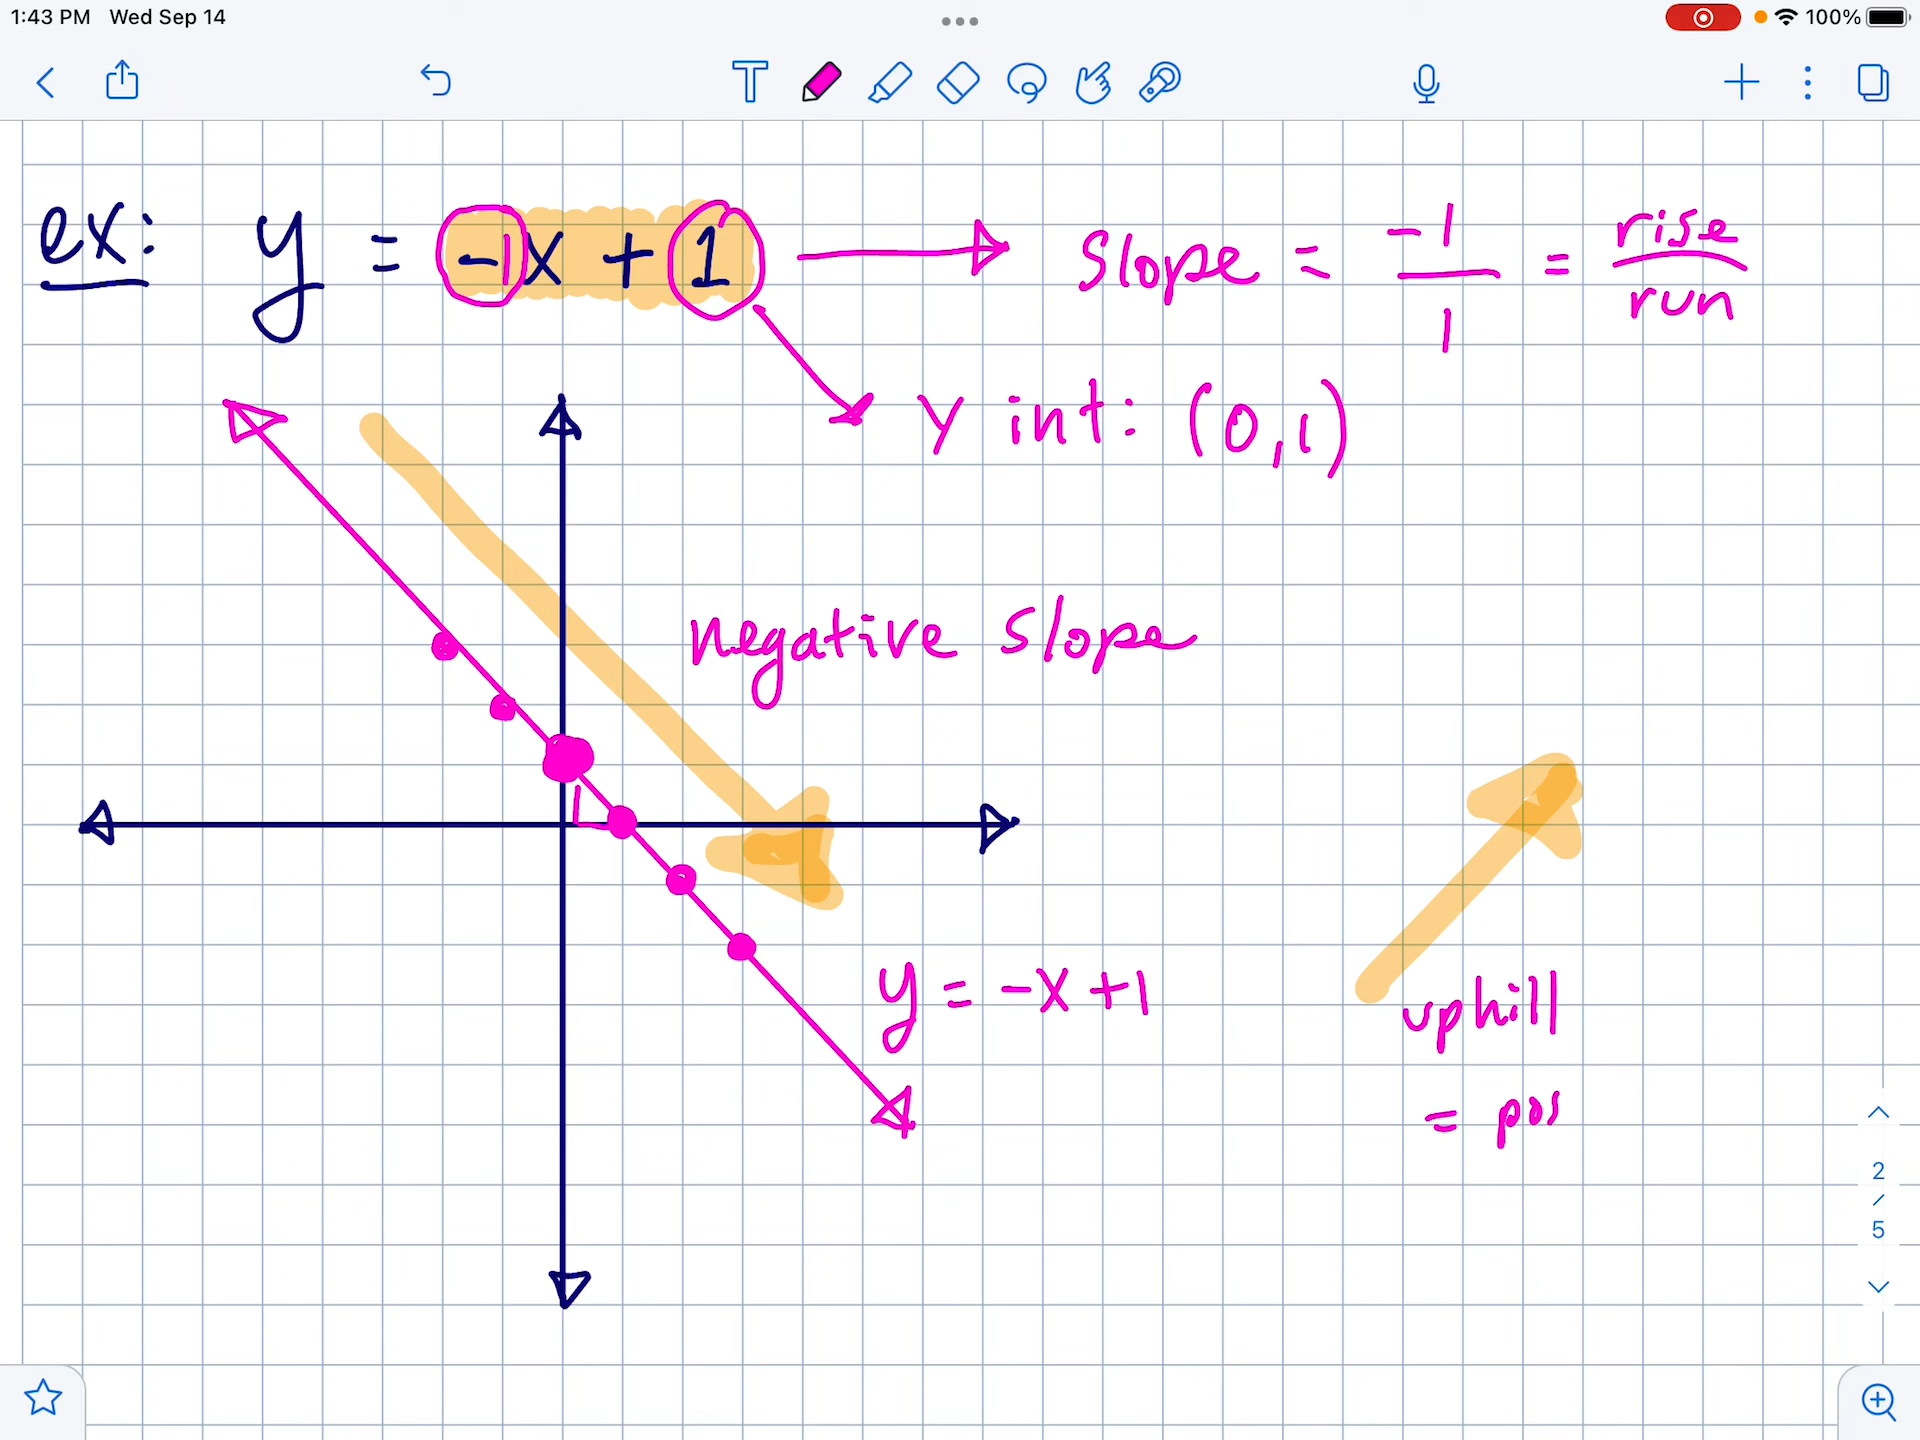 1:43 PM Wed Sep 14
100%
ex: y = -1x + 1
slope = -1/1 = rise/run
y int: (0,1)
negative slope
y = -x +1
uphill
= pos
2
/
5